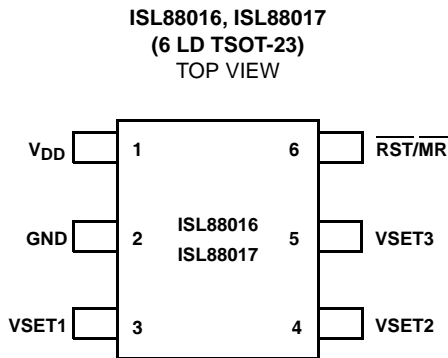 ISL88016, ISL88017
(6 LD TSOT-23)
TOP VIEW
VDD 1 6 RST/MR
GND 2 ISL88016 5 VSET3
ISL88017
VSET1 3 4 VSET2